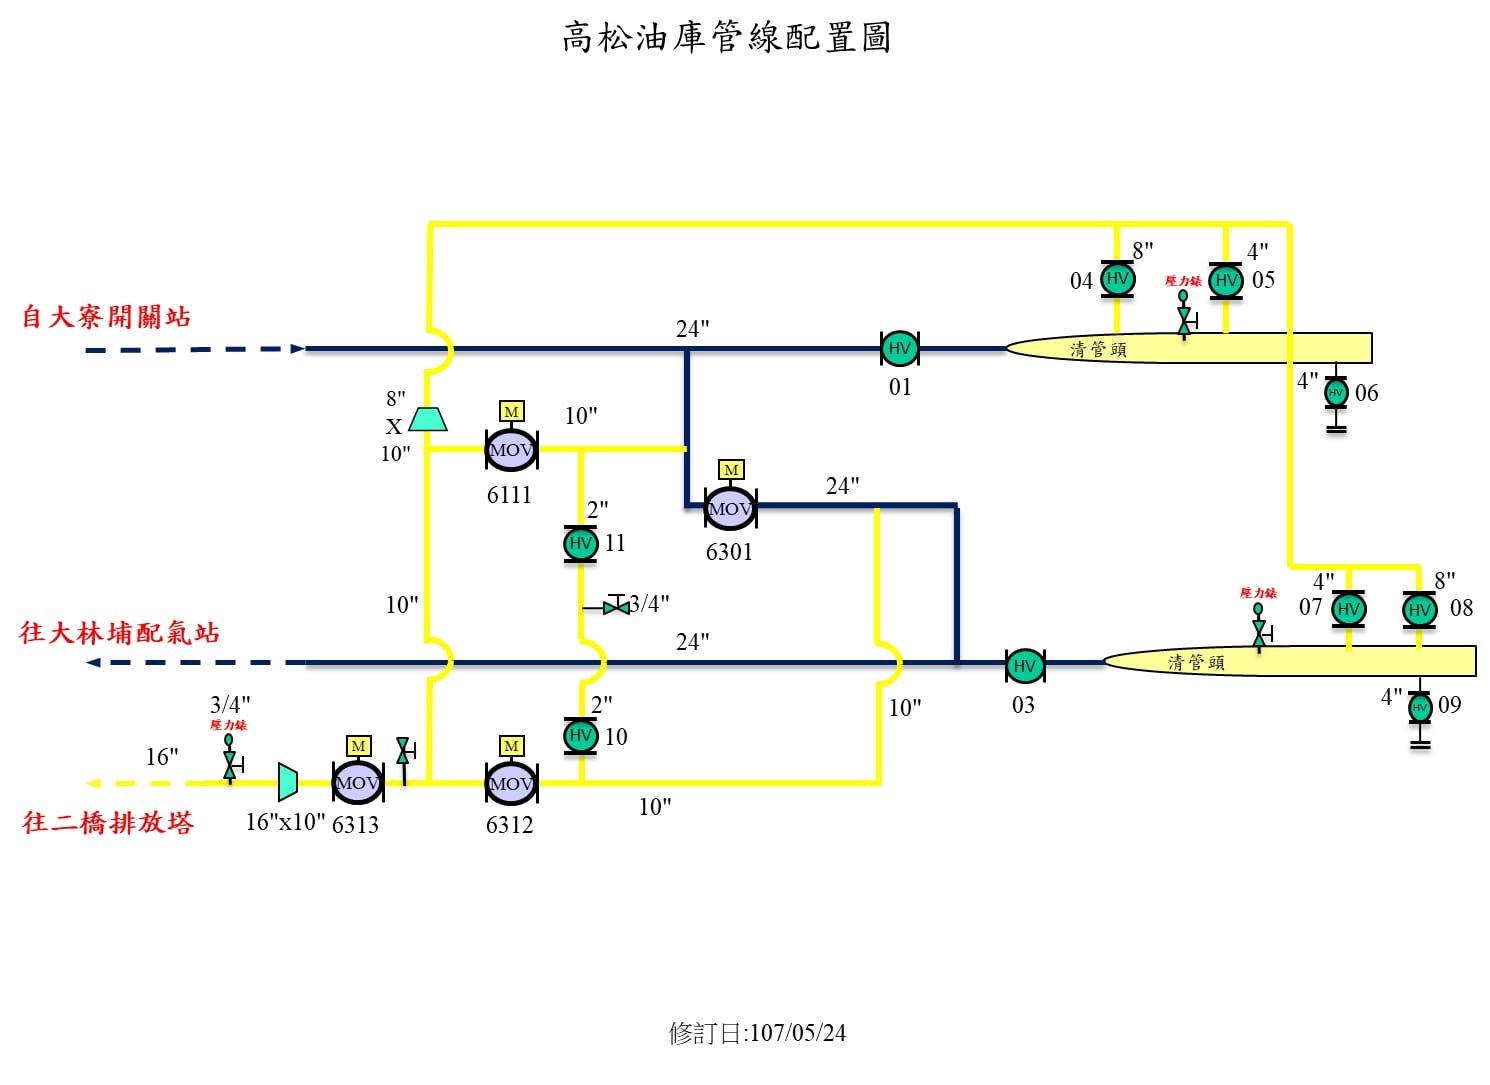 高松油庫管線配置圖
8"
4"
04
HV
壓力錶
HV
05
自大寮開關站
24"
HV
清管頭
01
4"
HV
06
8"
X
10"
M
MOV
10"
6111
M
MOV
24"
6301
2"
HV
11
3/4"
10"
4"
8"
壓力錶
07
HV
HV
08
往大林埔配氣站
24"
HV
清管頭
03
4"
HV
09
3/4"
壓力錶
2"
10"
HV
10
16"
M
MOV
M
MOV
10"
往二橋排放塔
16"x10"
6313
6312
修訂日:107/05/24